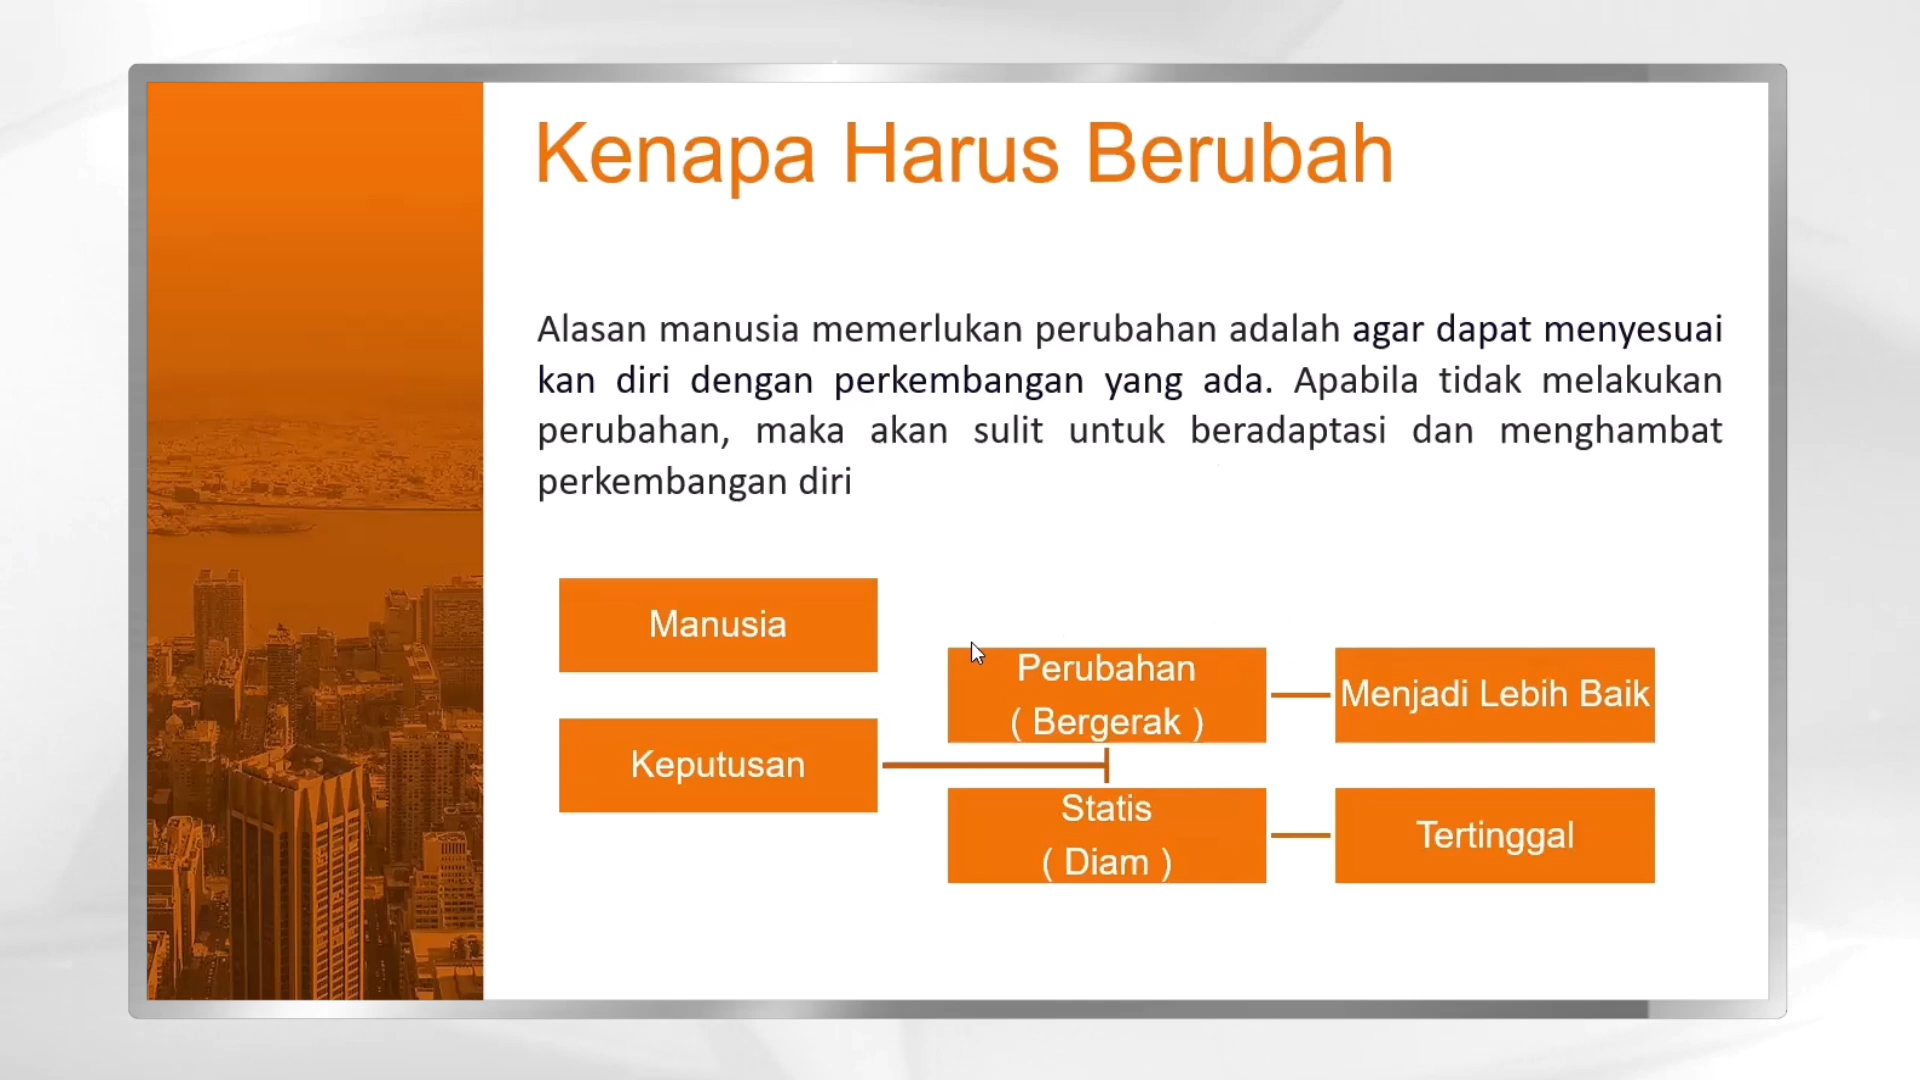 Kenapa Harus Berubah
Alasan manusia memerlukan perubahan adalah agar dapat menyesuai
kan diri dengan perkembangan yang ada. Apabila tidak melakukan
perubahan, maka akan sulit untuk beradaptasi dan menghambat
perkembangan diri
Manusia
Keputusan
Perubahan
( Bergerak )
Menjadi Lebih Baik
Statis
( Diam )
Tertinggal